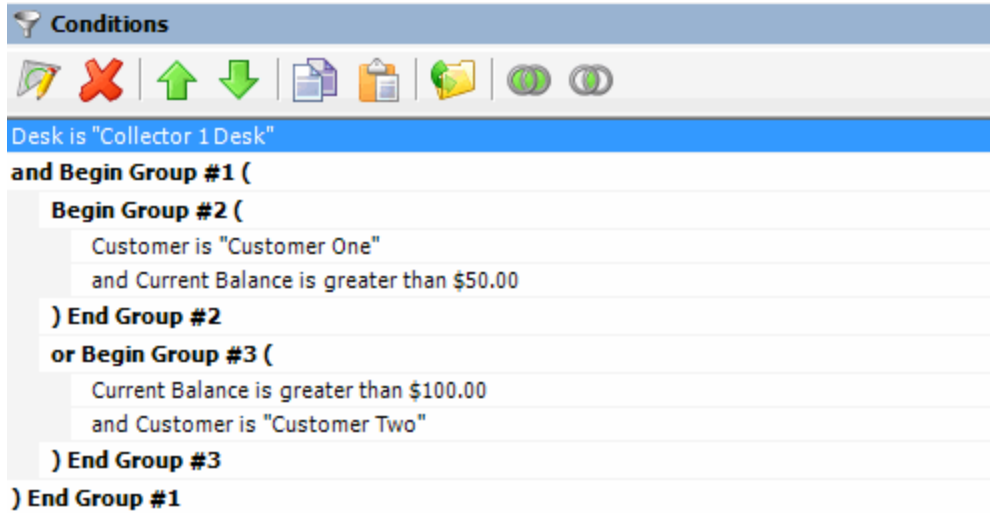 Conditions
Desk is "Collector 1 Desk"
and Begin Group #1 (
Begin Group #2 (
Customer is "Customer One"
and Current Balance is greater than $50.00
) End Group #2
or Begin Group #3 (
Current Balance is greater than $100.00
and Customer is "Customer Two"
) End Group #3
) End Group #1